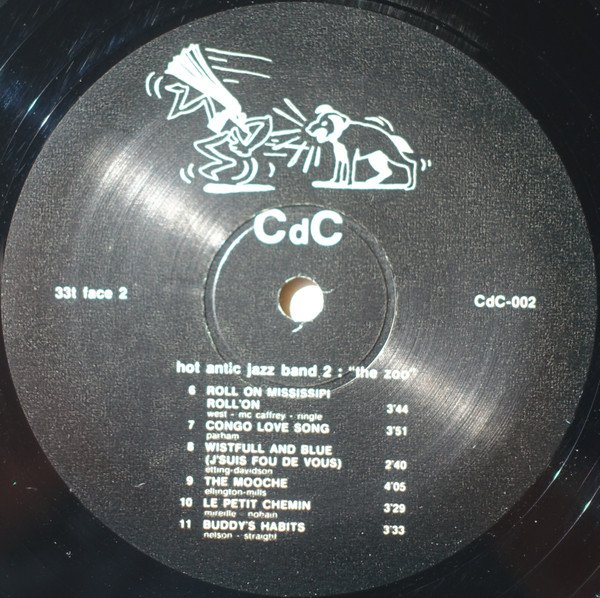 CdC
33t face 2
CdC-002
hot antic jazz band 2 : "the zoo"
6 ROLL ON MISSISSIPI
ROLL'ON 3'44
west - mc caffrey - ringle
7 CONGO LOVE SONG 3'51
parham
8 WISTFULL AND BLUE
(J'SUIS FOU DE VOUS) 2'40
etting-davidson
9 THE MOOCHE 4'05
ellington-mills
10 LE PETIT CHEMIN 3'29
mireille - nohain
11 BUDDY'S HABITS 3'33
nelson - straight